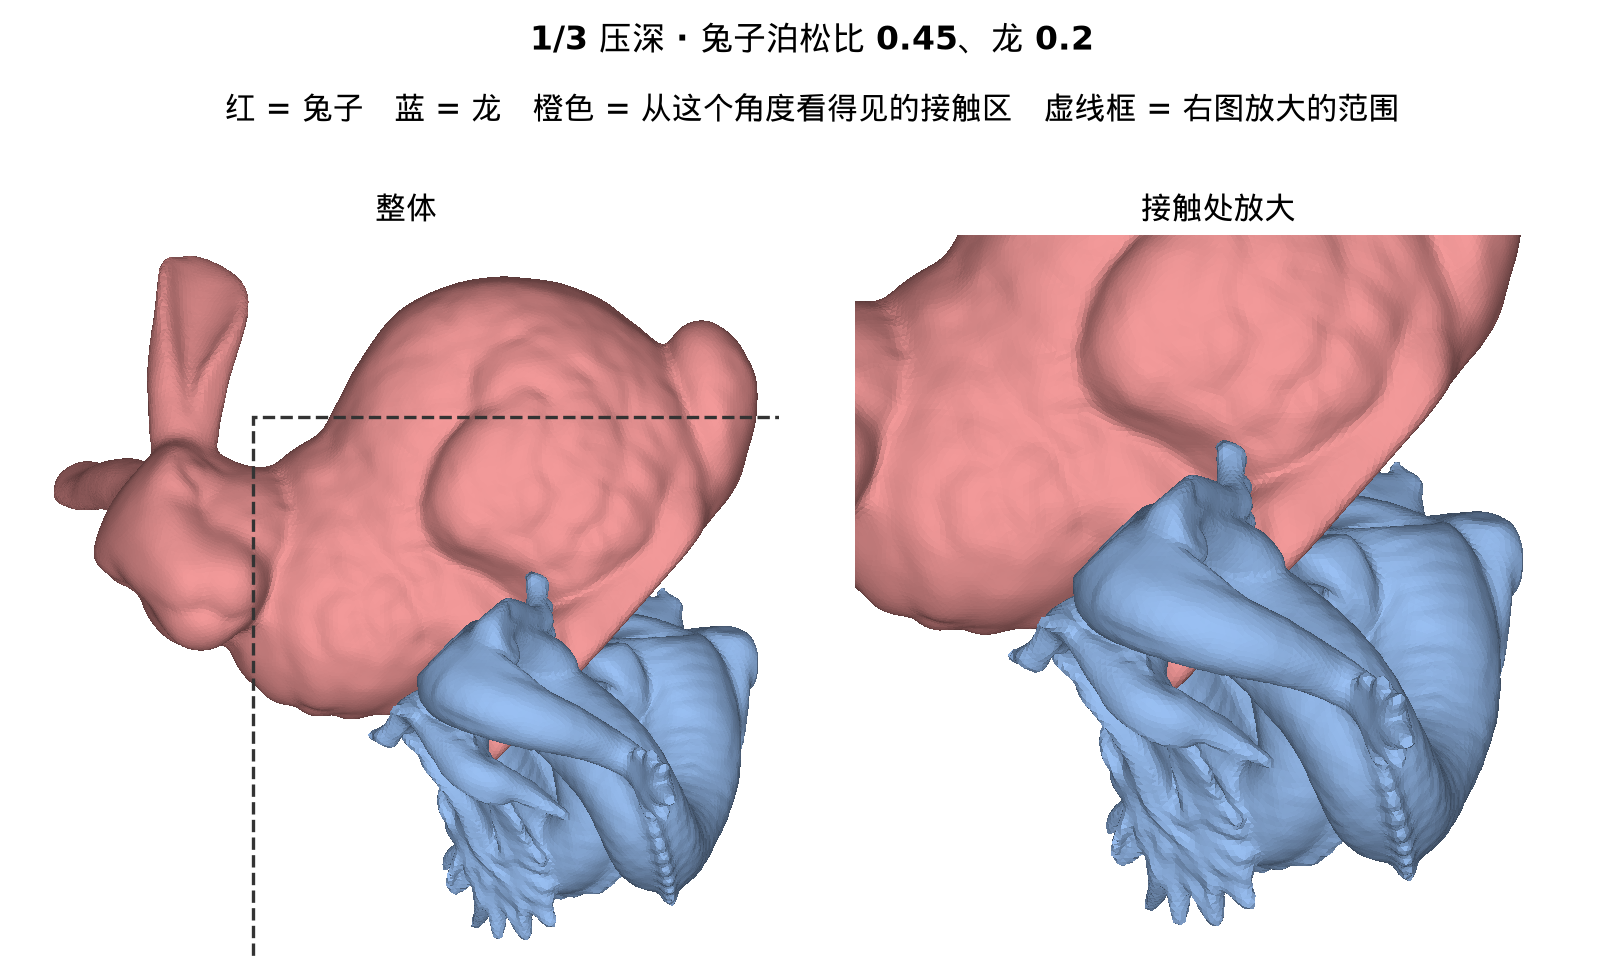 1/3 压深 · 兔子泊松比 0.45、龙 0.2
红 = 兔子 蓝 = 龙 橙色 = 从这个角度看得见的接触区 虚线框 = 右图放大的范围
整体
接触处放大